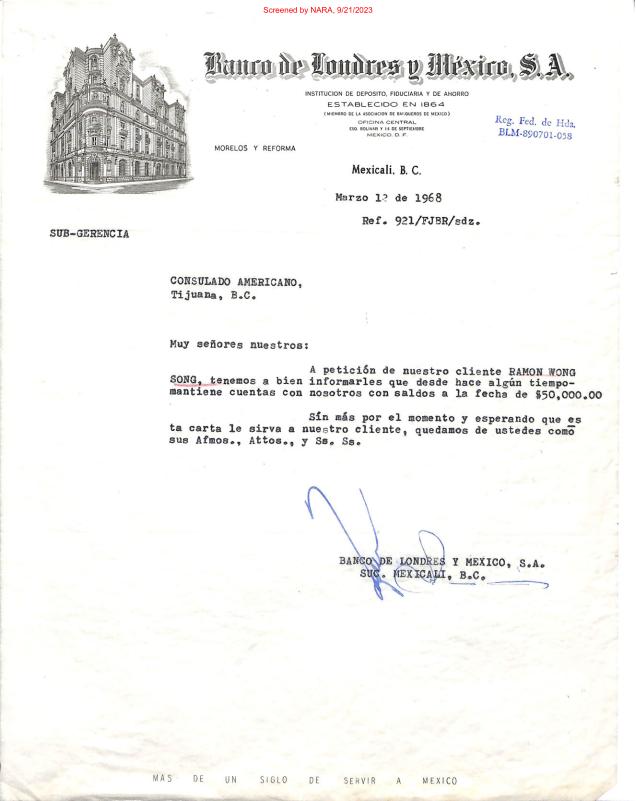 Screened by NARA, 9/21/2023
Banco de Londres y México, S.A.
INSTITUCION DE DEPOSITO, FIDUCIARIA Y DE AHORRO
ESTABLECIDO EN 1864
(MIEMBRO DE LA ASOCIACION DE BANQUEROS DE MEXICO)
OFICINA CENTRAL
ESQ. BOLIVAR Y 16 DE SEPTIEMBRE
MEXICO, D. F.
Reg. Fed. de Hda.
BLM-890701-058
MORELOS Y REFORMA
Mexicali, B. C.
Marzo 12 de 1968
Ref. 921/FJBR/sdz.
SUB-GERENCIA
CONSULADO AMERICANO,
Tijuana, B.C.
Muy señores nuestros:
A petición de nuestro cliente RAMON WONG
SONG, tenemos a bien informarles que desde hace algún tiempo-
mantiene cuentas con nosotros con saldos a la fecha de $50,000.00
Sín más por el momento y esperando que es
ta carta le sirva a nuestro cliente, quedamos de ustedes como
sus Afmos., Attos., y Ss. Ss.
BANCO DE LONDRES Y MEXICO, S.A.
SUC. MEXICALI, B.C.
MAS DE UN SIGLO DE SERVIR A MEXICO